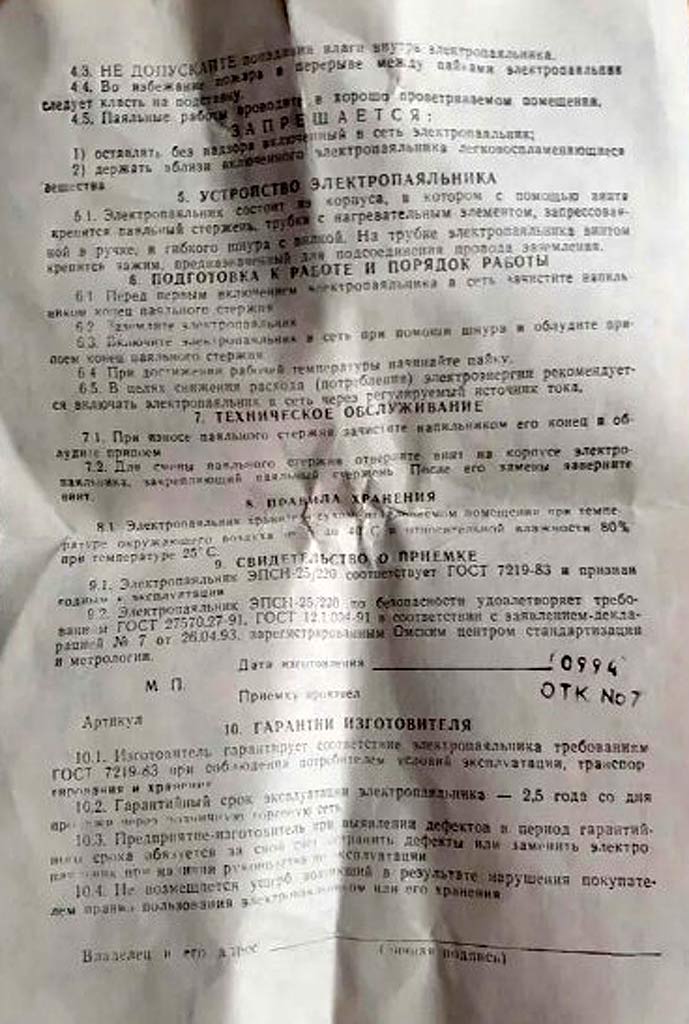 4.3. НЕ ДОПУСКАЙТЕ попадания влаги внутрь электропаяльника.
4.4. Во избежание пожара в перерыве между пайками электропаяльник
следует класть на подставку.
4.5. Паяльные работы проводите в хорошо проветриваемом помещении.
ЗАПРЕЩАЕТСЯ:
1) оставлять без надзора включенный в сеть электропаяльник;
2) держать вблизи включенного электропаяльника легковоспламеняющиеся
вещества
5. УСТРОЙСТВО ЭЛЕКТРОПАЯЛЬНИКА
5.1. Электропаяльник состоит из корпуса, в котором с помощью винта
крепится паяльный стержень, трубки с нагревательным элементом, запрессован-
ной в ручке, и гибкого шнура с вилкой. На трубке электропаяльника винтом
крепится зажим, предназначенный для подсоединения провода заземления.
6. ПОДГОТОВКА К РАБОТЕ И ПОРЯДОК РАБОТЫ
6.1 Перед первым включением электропаяльника в сеть зачистите напиль-
ником конец паяльного стержня
6.2 Заземлите электропаяльник
6.3. Включите электропаяльник в сеть при помощи шнура и облудите при-
поем конец паяльного стержня
6.4 При достижении рабочей температуры начинайте пайку.
6.5. В целях снижения расхода (потребления) электроэнергии рекомендует-
ся включать электропаяльник в сеть через регулируемый источник тока.
7. ТЕХНИЧЕСКОЕ ОБСЛУЖИВАНИЕ
7.1. При износе паяльного стержня зачистите напильником его конец и об-
лудите припоем
7.2. Для смены паяльного стержня отверните винт на корпусе электро-
паяльника, закрепляющий паяльный стержень После его замены заверните
винт.
8. ПРАВИЛА ХРАНЕНИЯ
8.1 Электропаяльник храните в сухом помещении при темпе-
ратуре окружающего воздуха до 40°С и относительной влажности 80%
при температуре 25°С.
9. СВИДЕТЕЛЬСТВО О ПРИЕМКЕ
9.1. Электропаяльник ЭПСН-25/220 соответствует ГОСТ 7219-83 и признан
годным к эксплуатации
9.2. Электропаяльник ЭПСН-25/220 по безопасности удовлетворяет требо-
ваниям ГОСТ 27570.27-91, ГОСТ 12.1.004-91 в соответствии с заявлением-декла-
рацией № 7 от 26.04.93, зарегистрированным Омским центром стандартизации
и метрологии.
Дата изготовления 0994
М П.
Приемку произвел ОТК No7
Артикул
10. ГАРАНТИИ ИЗГОТОВИТЕЛЯ
10.1. Изготовитель гарантирует соответствие электропаяльника требованиям
ГОСТ 7219-83 при соблюдении потребителем условий эксплуатации, транспор
тирования и хранения
10.2. Гарантийный срок эксплуатации электропаяльника — 2,5 года со дня
продажи через розничную торговую сеть
10.3. Предприятие-изготовитель при выявлении дефектов в период гарантий-
ного срока обязуется за свой счет устранить дефекты или заменить электро
паяльник при наличии руководства по эксплуатации
10.4. Не возмещается ущерб возникший в результате нарушения покупате-
лем правил пользования электропаяльником или его хранения
Владелец и его адрес
(личная подпись)